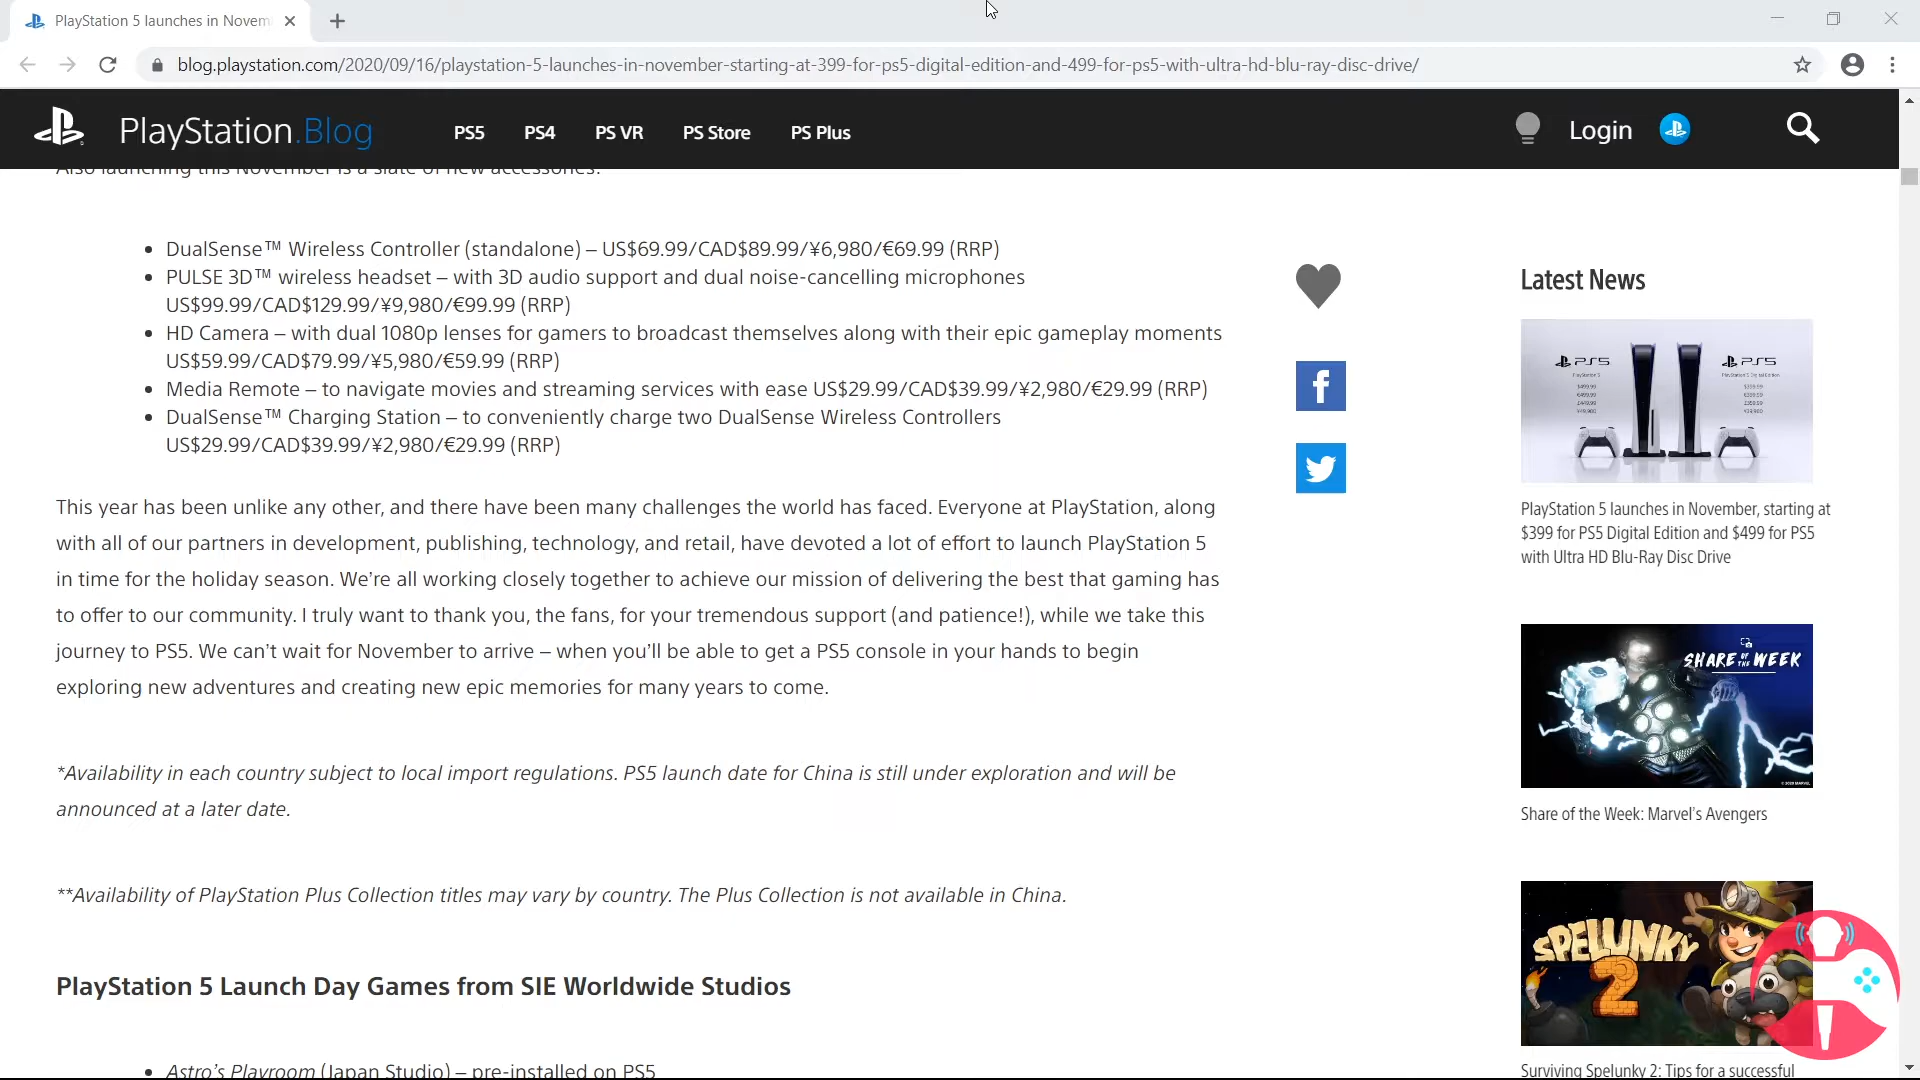 PlayStation 5 launches in Novem
blog.playstation.com/2020/09/16/playstation-5-launches-in-november-starting-at-399-for-ps5-digital-edition-and-499-for-ps5-with-ultra-hd-blu-ray-disc-drive/
PlayStation.Blog
PS5
PS4
PS VR
PS Store
PS Plus
Login
Also launching this November is a slate of new accessories:
• DualSense™ Wireless Controller (standalone) – US$69.99/CAD$89.99/¥6,980/€69.99 (RRP)
• PULSE 3D™ wireless headset – with 3D audio support and dual noise-cancelling microphones
US$99.99/CAD$129.99/¥9,980/€99.99 (RRP)
• HD Camera – with dual 1080p lenses for gamers to broadcast themselves along with their epic gameplay moments
US$59.99/CAD$79.99/¥5,980/€59.99 (RRP)
• Media Remote – to navigate movies and streaming services with ease US$29.99/CAD$39.99/¥2,980/€29.99 (RRP)
• DualSense™ Charging Station – to conveniently charge two DualSense Wireless Controllers
US$29.99/CAD$39.99/¥2,980/€29.99 (RRP)
This year has been unlike any other, and there have been many challenges the world has faced. Everyone at PlayStation, along
with all of our partners in development, publishing, technology, and retail, have devoted a lot of effort to launch PlayStation 5
in time for the holiday season. We’re all working closely together to achieve our mission of delivering the best that gaming has
to offer to our community. I truly want to thank you, the fans, for your tremendous support (and patience!), while we take this
journey to PS5. We can’t wait for November to arrive – when you’ll be able to get a PS5 console in your hands to begin
exploring new adventures and creating new epic memories for many years to come.
*Availability in each country subject to local import regulations. PS5 launch date for China is still under exploration and will be
announced at a later date.
**Availability of PlayStation Plus Collection titles may vary by country. The Plus Collection is not available in China.
PlayStation 5 Launch Day Games from SIE Worldwide Studios
• Astro’s Playroom (Japan Studio) – pre-installed on PS5
Latest News
PS5
PS5
PlayStation 5 launches in November, starting at
$399 for PS5 Digital Edition and $499 for PS5
with Ultra HD Blu-Ray Disc Drive
SHARE OF THE WEEK
Share of the Week: Marvel’s Avengers
SPELUNKY
2
Surviving Spelunky 2: Tips for a successful